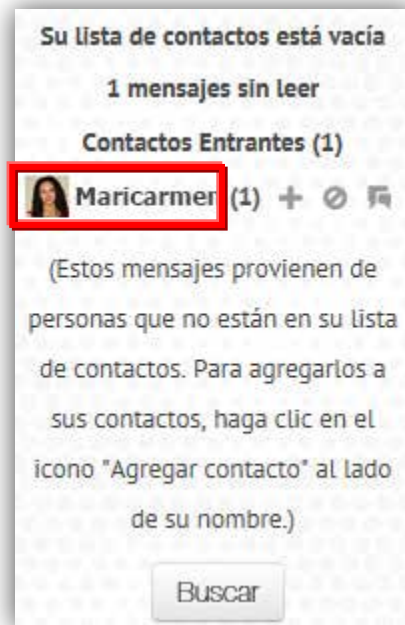 Su lista de contactos está vacía
1 mensajes sin leer
Contactos Entrantes (1)
Maricarmen (1)
(Estos mensajes provienen de
personas que no están en su lista
de contactos. Para agregarlos a
sus contactos, haga clic en el
icono "Agregar contacto" al lado
de su nombre.)
Buscar